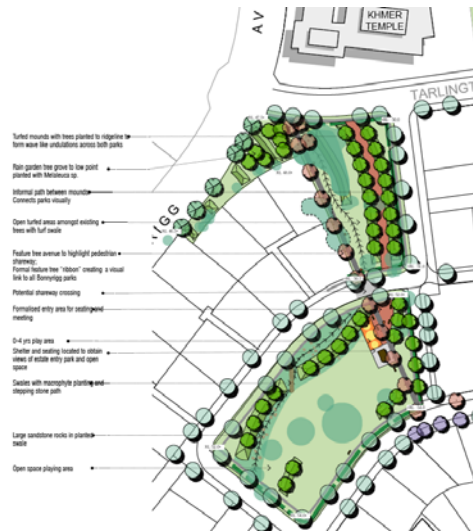 AV
KHMER
TEMPLE
TARLINGT
IGG
Turfed mounds with trees planted to ridgeline to
form wave like undulations across both parks
Rain garden tree grove to low point
planted with Melaleuca sp.
Informal path between mounds
Connects parks visually
Open turfed areas amongst existing
trees with turf swale
Feature tree avenue to highlight pedestrian
shareway;
Formal feature tree "ribbon" creating a visual
link to all Bonnyrigg parks
Potential shareway crossing
Formalised entry area for seating and
meeting
0-4 yrs play area
Shelter and seating located to obtain
views of estate entry park and open
space
Swales with macrophyte planting and
stepping stone path
Large sandstone rocks in planted
swale
Open space playing area